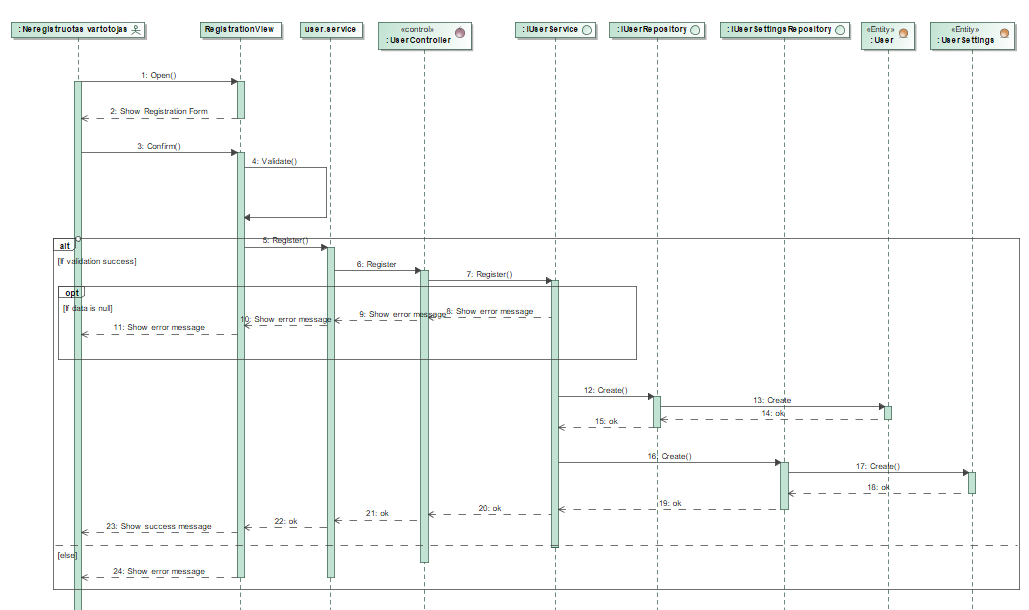 : Neregistruotas vartotojas
RegistrationView
user.service
«control»
: UserController
: IUserService
: IUserRepository
: IUserSettingsRepository
«Entity»
: User
«Entity»
: UserSettings
1: Open()
2: Show Registration Form
3: Confirm()
4: Validate()
alt
5: Register()
[If validation success]
6: Register
7: Register()
opt
[If data is null]
8: Show error message
9: Show error message
10: Show error message
11: Show error message
12: Create()
13: Create
14: ok
15: ok
16: Create()
17: Create()
18: ok
19: ok
20: ok
21: ok
22: ok
23: Show success message
[else]
24: Show error message